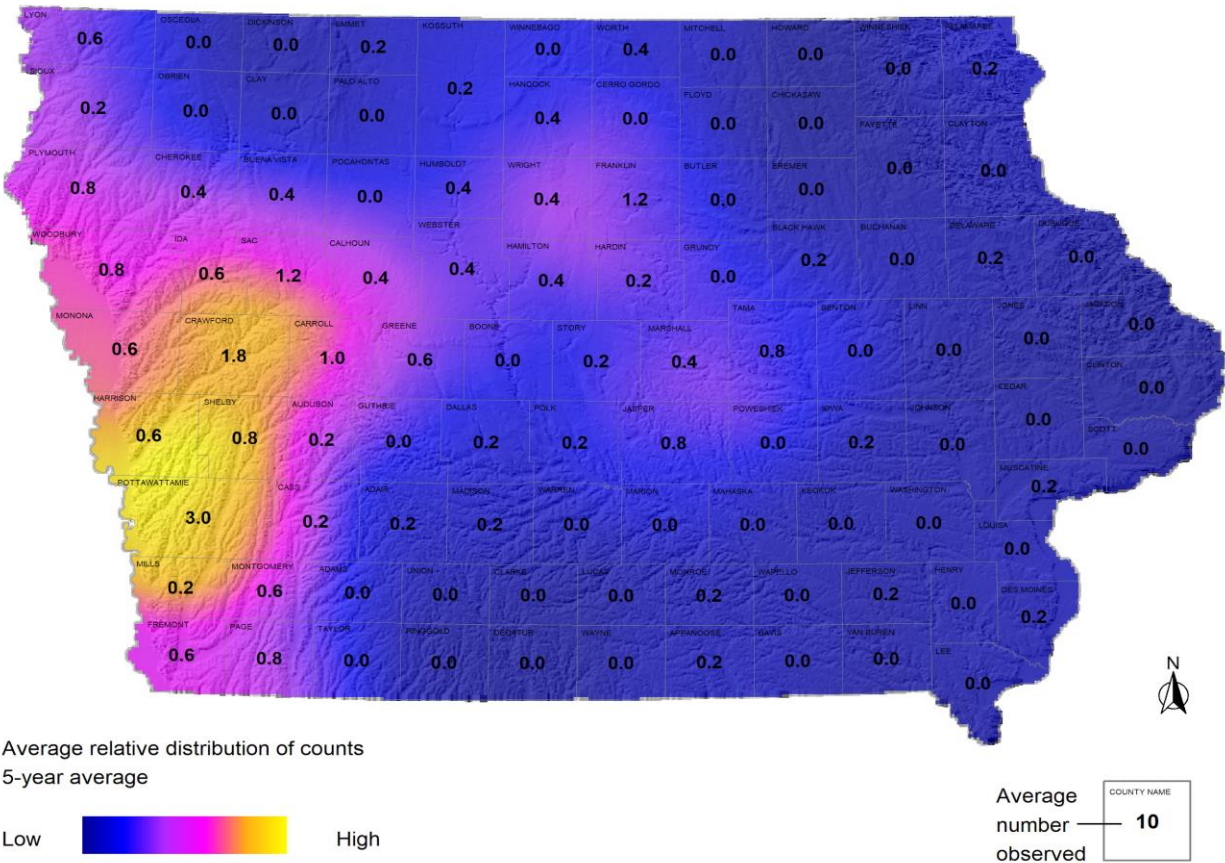 LYON OSCEOLA DICKINSON EMMET KOSSUTH WINNEBAGO WORTH MITCHELL HOWARD WINNESHIEK ALLAMAKEE
0.6 0.0 0.0 0.2 0.2 0.0 0.4 0.0 0.0 0.0 0.2
SIOUX OBRIEN CLAY PALO ALTO HANCOCK CERRO GORDO FLOYD CHICKASAW FAYETTE CLAYTON
0.2 0.0 0.0 0.0 0.4 0.0 0.0 0.0 0.0 0.0
PLYMOUTH CHEROKEE BUENA VISTA POCAHONTAS HUMBOLDT WRIGHT FRANKLIN BUTLER BREMER
0.8 0.4 0.4 0.0 0.4 0.4 1.2 0.0 0.0
WOODBURY IDA SAC CALHOUN WEBSTER HAMILTON HARDIN GRUNDY BLACK HAWK BUCHANAN DELAWARE DUBUQUE
0.8 0.6 1.2 0.4 0.4 0.4 0.2 0.0 0.2 0.0 0.2 0.0
MONONA CRAWFORD CARROLL GREENE BOONE STORY MARSHALL TAMA BENTON LINN JONES JACKSON
0.6 1.8 1.0 0.6 0.0 0.2 0.4 0.8 0.0 0.0 0.0 0.0
CLINTON
0.0
HARRISON SHELBY AUDUBON GUTHRIE DALLAS POLK JASPER POWESHIEK IOWA JOHNSON CEDAR SCOTT
0.6 0.8 0.2 0.0 0.2 0.2 0.8 0.0 0.2 0.0 0.0 0.0
POTTAWATTAMIE CASS ADAIR MADISON WARREN MARION MAHASKA KEOKUK WASHINGTON MUSCATINE LOUISA
3.0 0.2 0.2 0.2 0.0 0.0 0.0 0.0 0.0 0.2 0.0
MILLS MONTGOMERY ADAMS UNION CLARKE LUCAS MONROE WAPELLO JEFFERSON HENRY DES MOINES
0.2 0.6 0.0 0.0 0.0 0.0 0.2 0.0 0.2 0.0 0.2
FREMONT PAGE TAYLOR RINGGOLD DECATUR WAYNE APPANOOSE DAVIS VAN BUREN LEE
0.6 0.8 0.0 0.0 0.0 0.0 0.2 0.0 0.0 0.0
N
Average relative distribution of counts
5-year average
Low High
Average
number
observed
COUNTY NAME
10